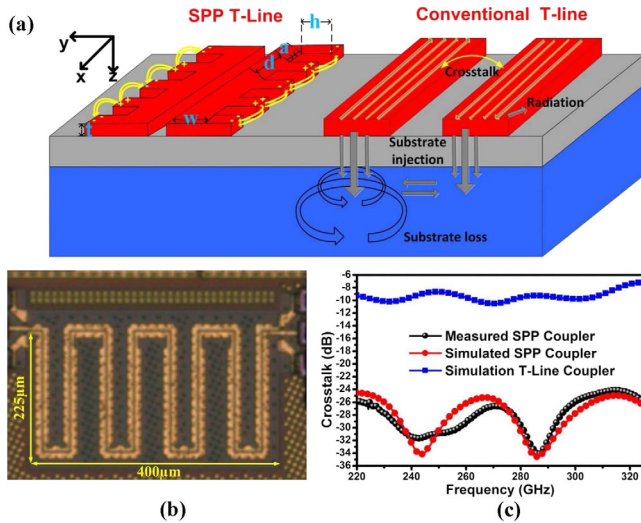 (a)
SPP T-Line
Conventional T-line
y
x
z
h
a
d
w
t
Crosstalk
Radiation
Substrate injection
Substrate loss
225μm
400μm
(b)
Crosstalk (dB)
-6
-8
-10
-12
-14
-16
-18
-20
-22
-24
-26
-28
-30
-32
-34
-36
Measured SPP Coupler
Simulated SPP Coupler
Simulation T-Line Coupler
220 240 260 280 300 320
Frequency (GHz)
(c)